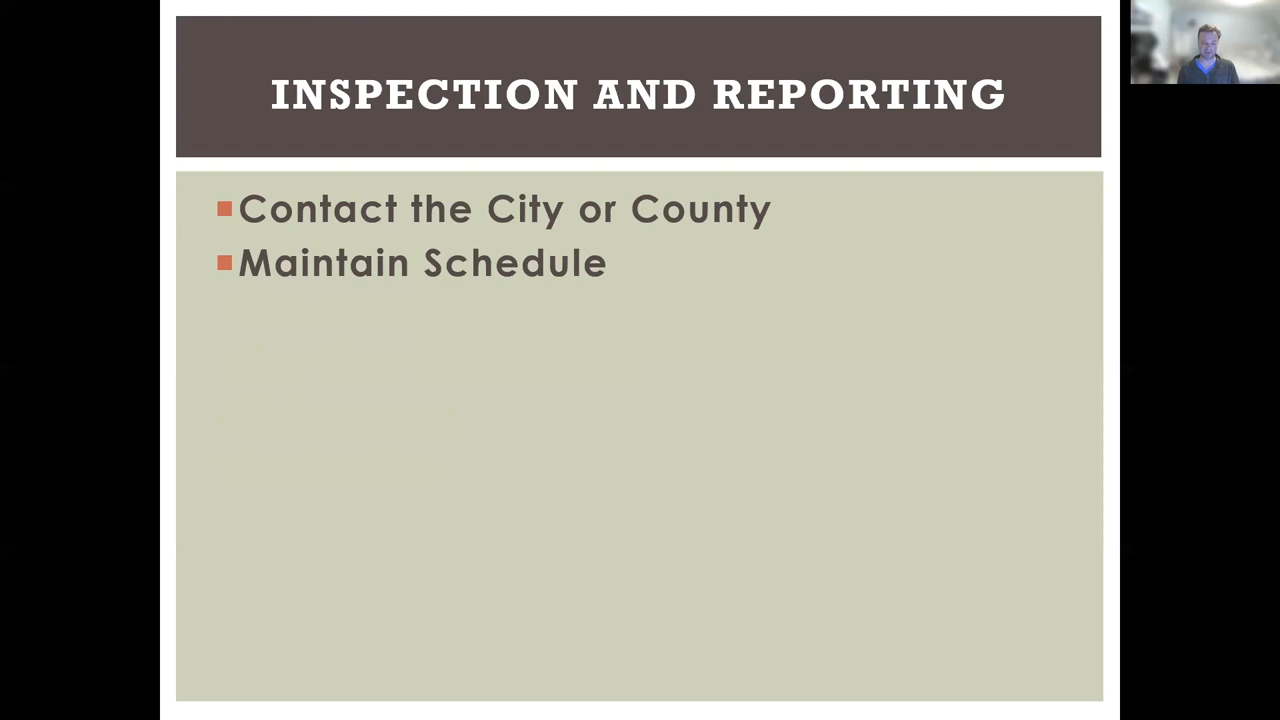 INSPECTION AND REPORTING
Contact the City or County
Maintain Schedule